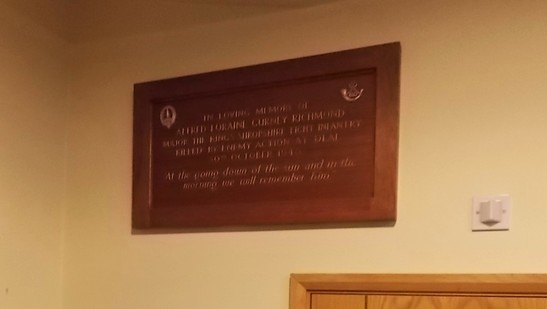 IN LOVING MEMORY OF
ALFRED LORAINE GURNEY RICHMOND
MAJOR THE KING'S SHROPSHIRE LIGHT INFANTRY
KILLED BY ENEMY ACTION AT DEAL
OCTOBER
At the going down of the sun and in the
morning we will remember him